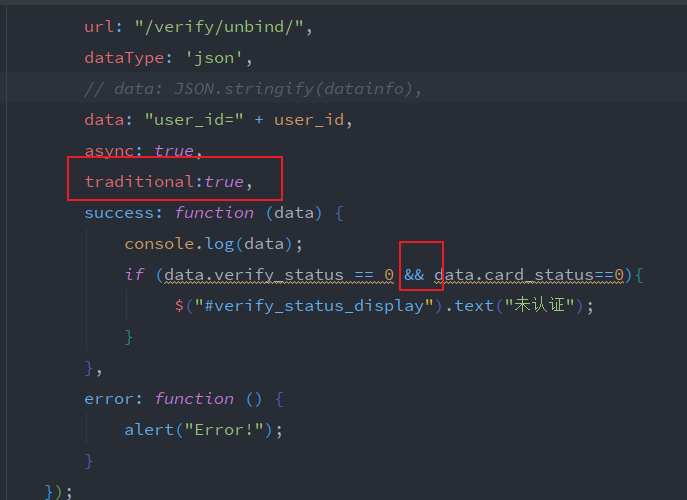 url: "/verify/unbind/",
dataType: 'json',
// data: JSON.stringify(datainfo),
data: "user_id=" + user_id,
async: true,
traditional:true,
success: function (data) {
console.log(data);
if (data.verify_status == 0 && data.card_status==0){
$("#verify_status_display").text("未认证");
}
},
error: function () {
alert("Error!");
}
});